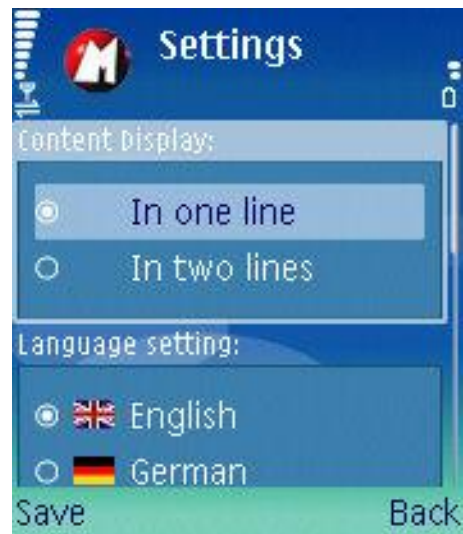 M
Settings
Content Display:
In one line
In two lines
Language setting:
English
German
Save
Back